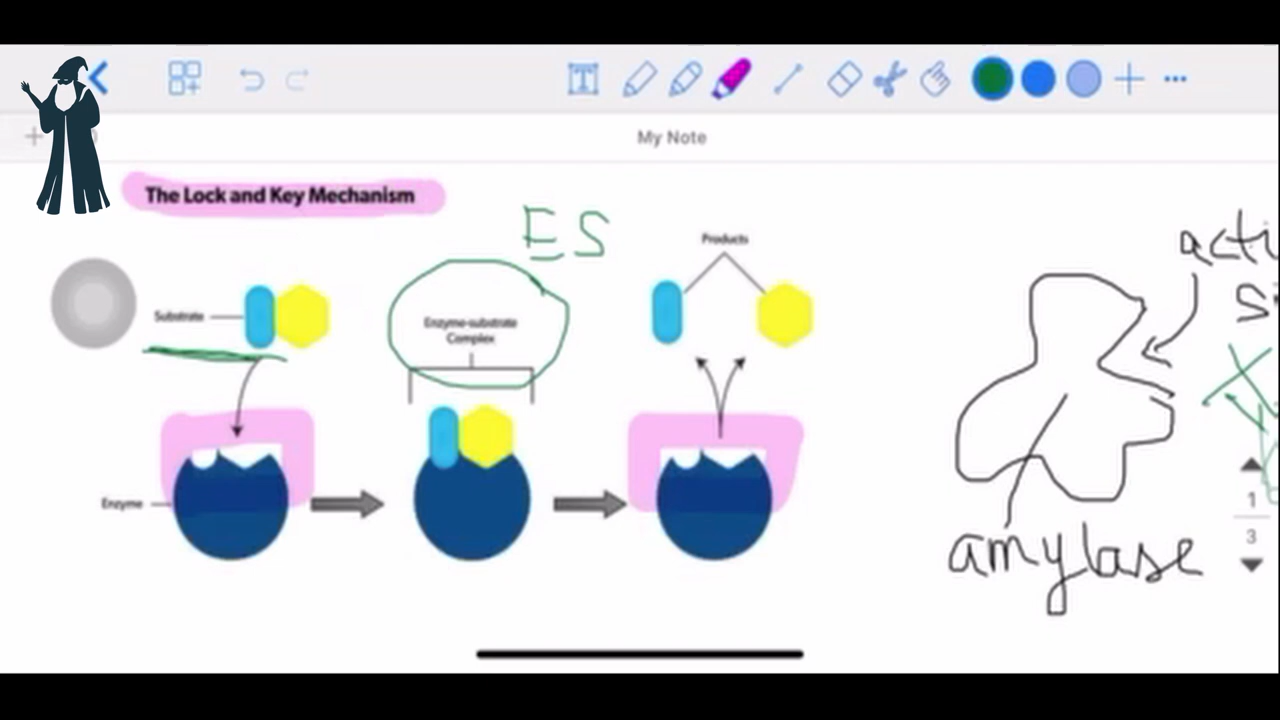 My Note
The Lock and Key Mechanism
ES
Products
Substrate
Enzyme-substrate
Complex
Enzyme
amylase
1
3